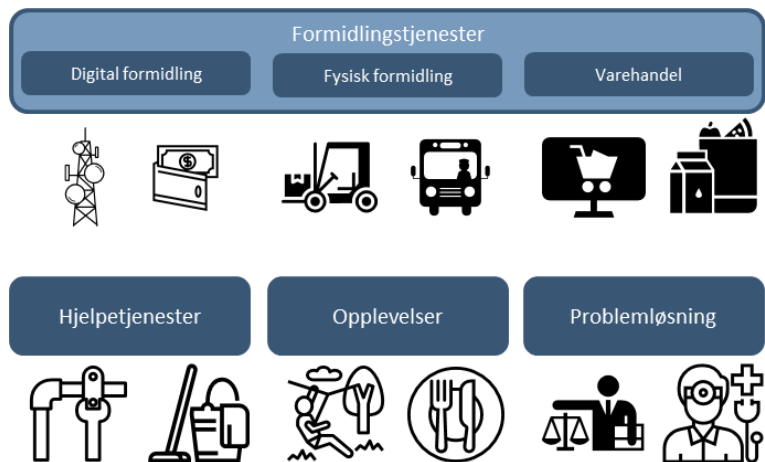 Formidlingstjenester
Digital formidling
Fysisk formidling
Varehandel
$
Hjelpetjenester
Opplevelser
Problemløsning